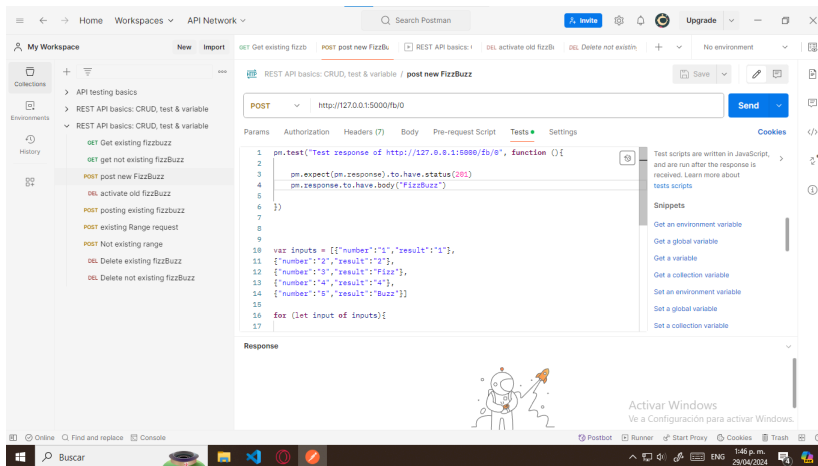 Home Workspaces API Network Search Postman Invite Upgrade
My Workspace New Import GET Get existing fizzb POST post new FizzBu REST API basics: DEL activate old fizzB DEL Delete not existin No environment
Collections
Environments
History
API testing basics
REST API basics: CRUD, test & variable
REST API basics: CRUD, test & variable
GET Get existing fizzbuzz
GET get not existing fizzBuzz
POST post new FizzBuzz
DEL activate old fizzBuzz
POST posting existing fizzbuzz
POST existing Range request
POST Not existing range
DEL Delete existing fizzBuzz
DEL Delete not existing fizzBuzz
HTTP REST API basics: CRUD, test & variable / post new FizzBuzz Save
POST http://127.0.0.1:5000/fb/0 Send
Params Authorization Headers (7) Body Pre-request Script Tests Settings Cookies
1 pm.test("Test response of http://127.0.0.1:5000/fb/0", function (){
2
3 pm.expect(pm.response).to.have.status(201)
4 pm.response.to.have.body("FizzBuzz")
5
6 })
7
8
9
10 var inputs = [{"number":"1","result":"1"},
11 {"number":"2","result":"2"},
12 {"number":"3","result":"Fizz"},
13 {"number":"4","result":"4"},
14 {"number":"5","result":"Buzz"}]
15
16 for (let input of inputs){
17
Test scripts are written in JavaScript,
and are run after the response is
received. Learn more about
tests scripts
Snippets
Get an environment variable
Get a global variable
Get a variable
Get a collection variable
Set an environment variable
Set a global variable
Set a collection variable
Response
Activar Windows
Ve a Configuración para activar Windows.
Online Find and replace Console Postbot Runner Start Proxy Cookies Trash
Buscar ENG 1:46 p. m.
29/04/2024 4